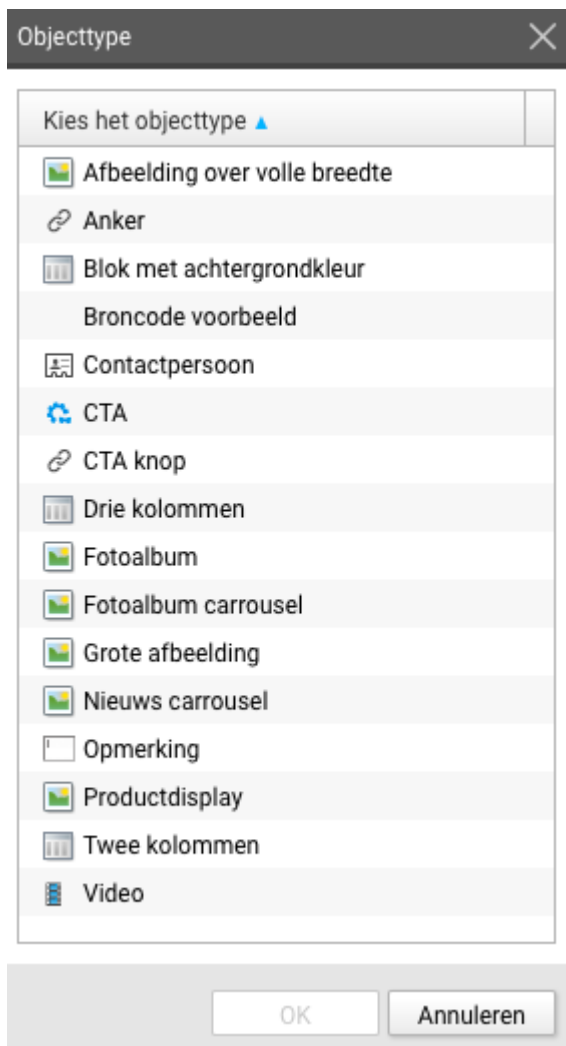 Objecttype
Kies het objecttype
Afbeelding over volle breedte
Anker
Blok met achtergrondkleur
Broncode voorbeeld
Contactpersoon
CTA
CTA knop
Drie kolommen
Fotoalbum
Fotoalbum carrousel
Grote afbeelding
Nieuws carrousel
Opmerking
Productdisplay
Twee kolommen
Video
OK
Annuleren